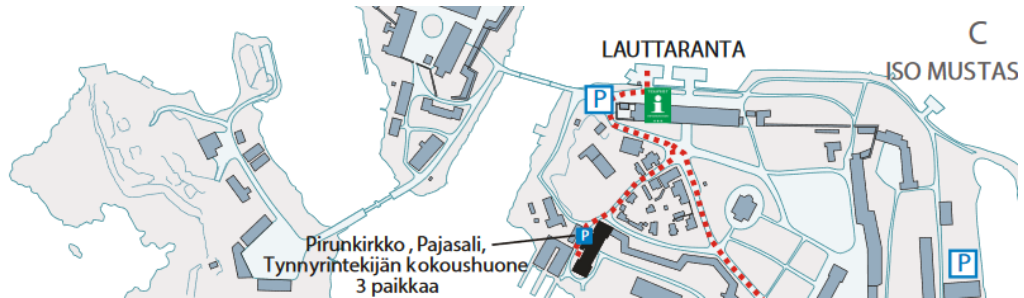 LAUTTARANTA
C
ISO MUSTAS
P
i
Pirunkirkko, Pajasali,
Tynnyrintekijän kokoushuone
3 paikkaa
P
P